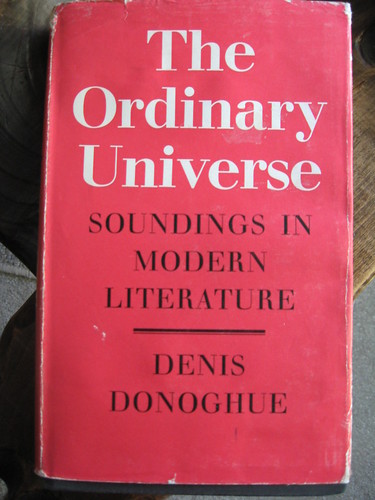 The
Ordinary
Universe
SOUNDINGS IN
MODERN
LITERATURE
DENIS
DONOGHUE